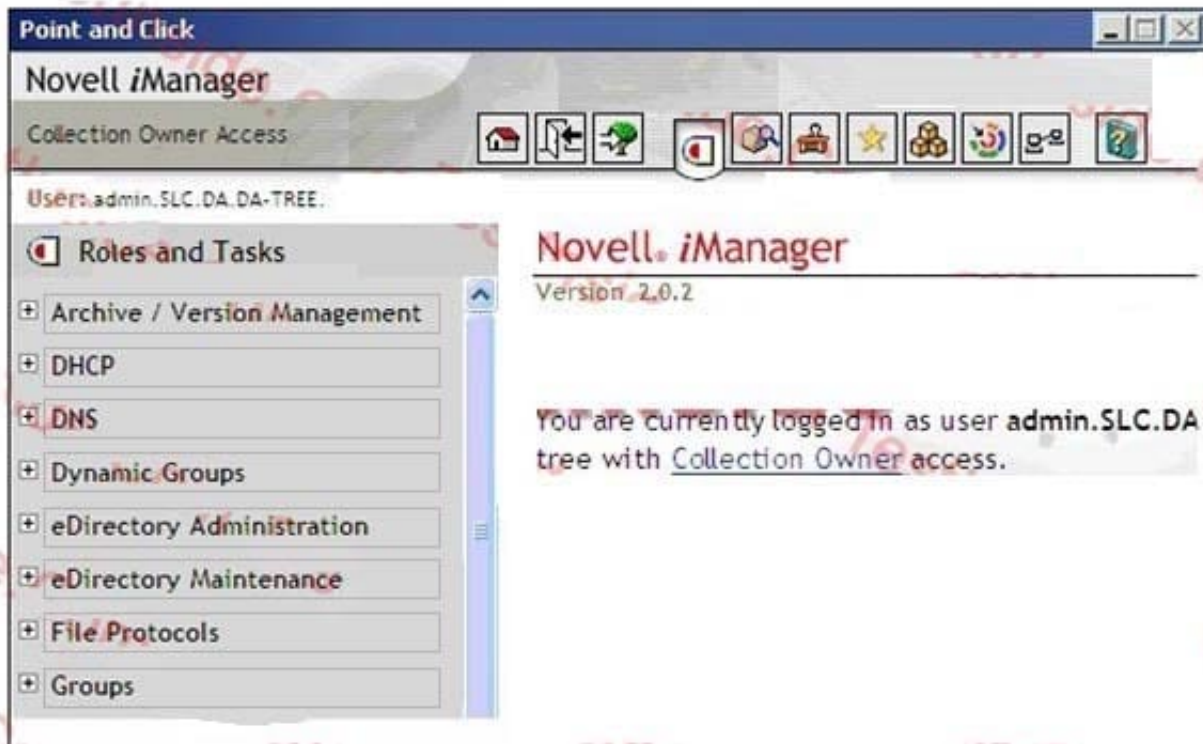 Point and Click
Novell iManager
Collection Owner Access
User: admin.SLC.DA.DA-TREE.
Roles and Tasks
Archive / Version Management
DHCP
DNS
Dynamic Groups
eDirectory Administration
eDirectory Maintenance
File Protocols
Groups
Novell® iManager
Version 2.0.2
You are currently logged in as user admin.SLC.DA
tree with Collection Owner access.